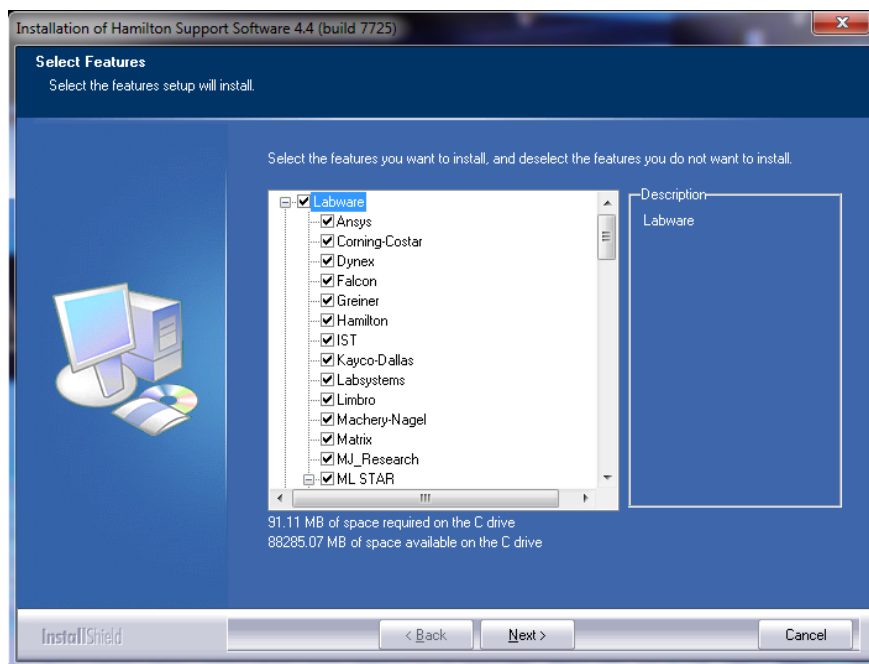 Installation of Hamilton Support Software 4.4 (build 7725)
Select Features
Select the features setup will install.
Select the features you want to install, and deselect the features you do not want to install.
Labware
Ansys
Corning-Costar
Dynex
Falcon
Greiner
Hamilton
IST
Kayco-Dallas
Labsystems
Limbro
Machery-Nagel
Matrix
MJ_Research
ML STAR
Description
Labware
91.11 MB of space required on the C drive
88285.07 MB of space available on the C drive
InstallShield
< Back
Next >
Cancel